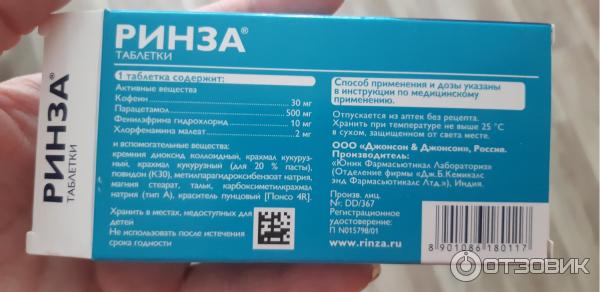 РИНЗА®
ТАБЛЕТКИ
РИНЗА®
ТАБЛЕТКИ
1 таблетка содержит:
Активные вещества
Кофеин 30 мг
Парацетамол 500 мг
Фенилэфрина гидрохлорид 10 мг
Хлорфенамина малеат 2 мг
и вспомогательные вещества:
кремния диоксид коллоидный, крахмал кукуруз-
ный, крахмал кукурузный (для 20 % пасты),
повидон (К30), метилпарагидроксибензоат натрия,
магния стеарат, тальк, карбоксиметилкрахмал
натрия (тип А), краситель пунцовый [Понсо 4R].
Хранить в местах, недоступных для
детей
Не использовать после истечения
срока годности
Способ применения и дозы указаны
в инструкции по медицинскому
применению.
Отпускается из аптек без рецепта.
Хранить при температуре не выше 25 °C
в сухом, защищенном от света месте.
ООО «Джонсон & Джонсон», Россия.
Производитель:
«Юник Фармасьютикал Лабораториз»
(Отделение фирмы «Дж.Б.Кемикалс
энд Фармасьютикалс Лтд.»), Индия.
Произв. лиц.
№: DD/367
Регистрационное
удостоверение:
П N015798/01
www.rinza.ru
8 901086 180117
ОТЗОВИК